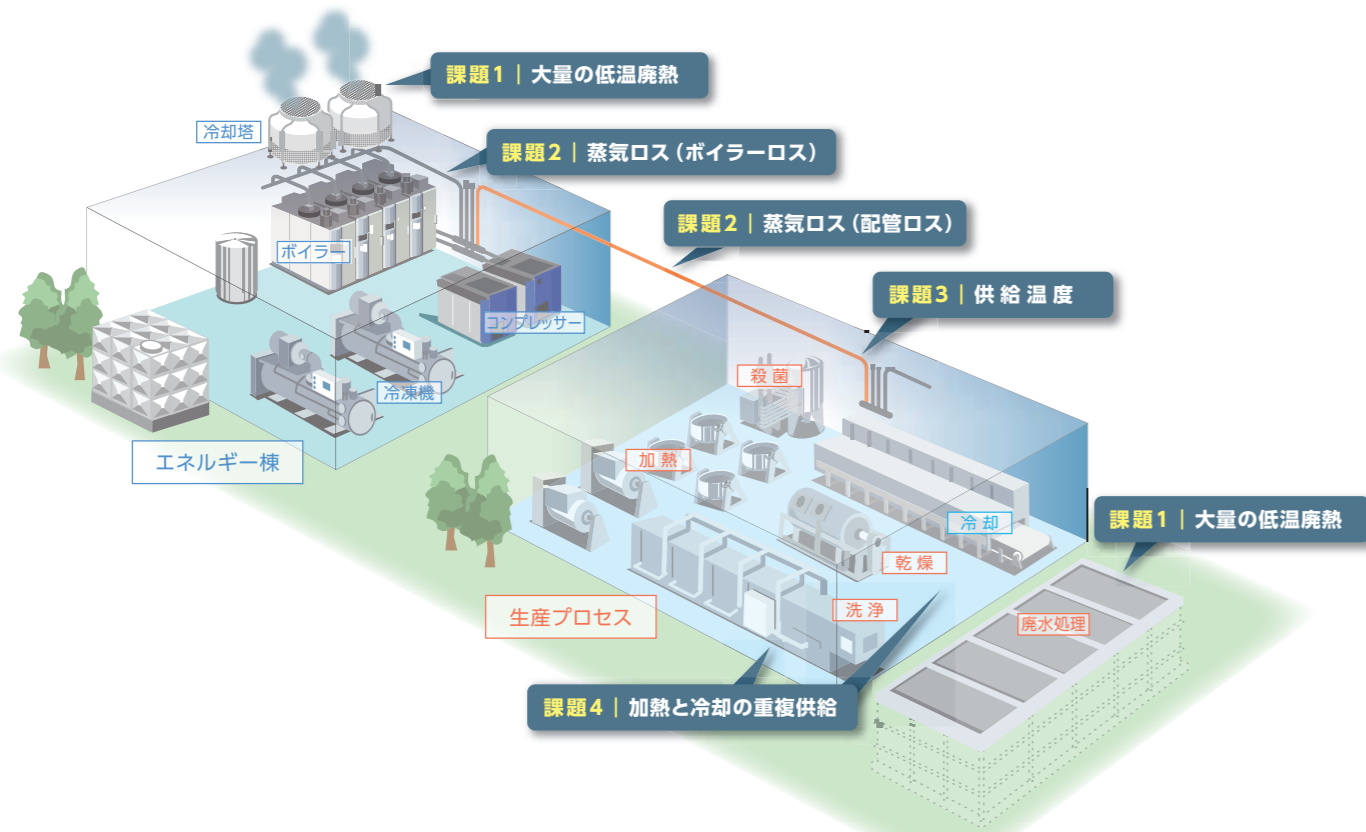 課題1｜大量の低温廃熱
冷却塔
課題2｜蒸気ロス（ボイラーロス）
課題2｜蒸気ロス（配管ロス）
ボイラー
課題3｜供給温度
コンプレッサー
殺菌
冷凍機
エネルギー棟
加熱
課題1｜大量の低温廃熱
冷却
乾燥
生産プロセス
洗浄
廃水処理
課題4｜加熱と冷却の重複供給